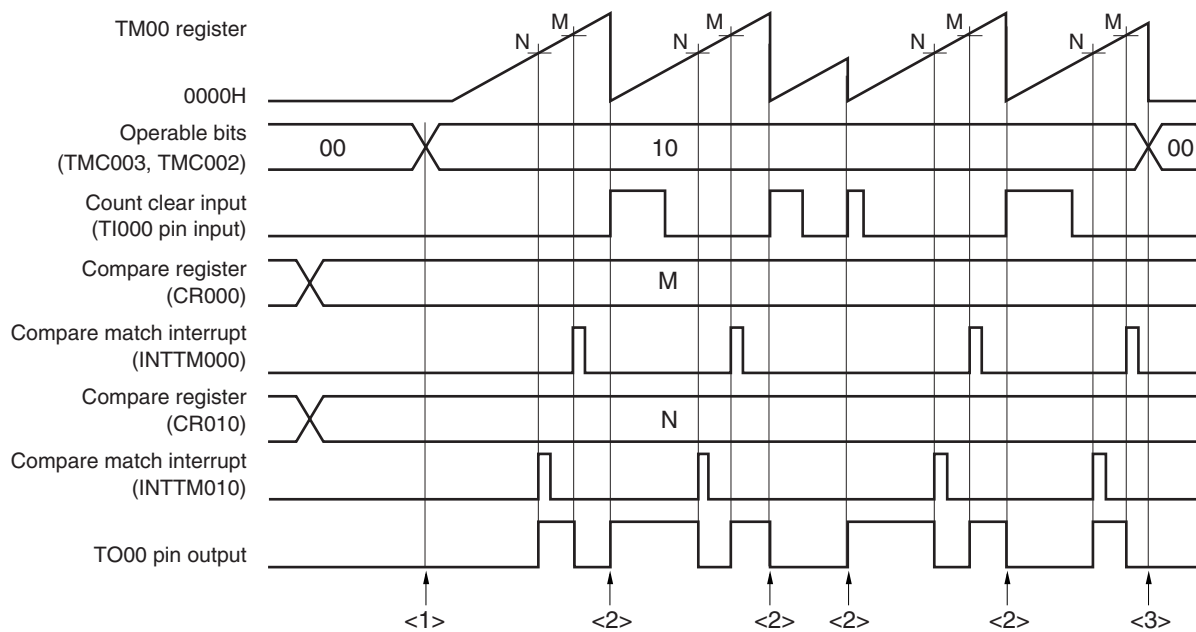 M M M M
N N N N
TM00 register
0000H
Operable bits
(TMC003, TMC002)
00 10 00
Count clear input
(TI000 pin input)
Compare register
(CR000)
M
Compare match interrupt
(INTTM000)
Compare register
(CR010)
N
Compare match interrupt
(INTTM010)
TO00 pin output
<1> <2> <2> <2> <2> <3>